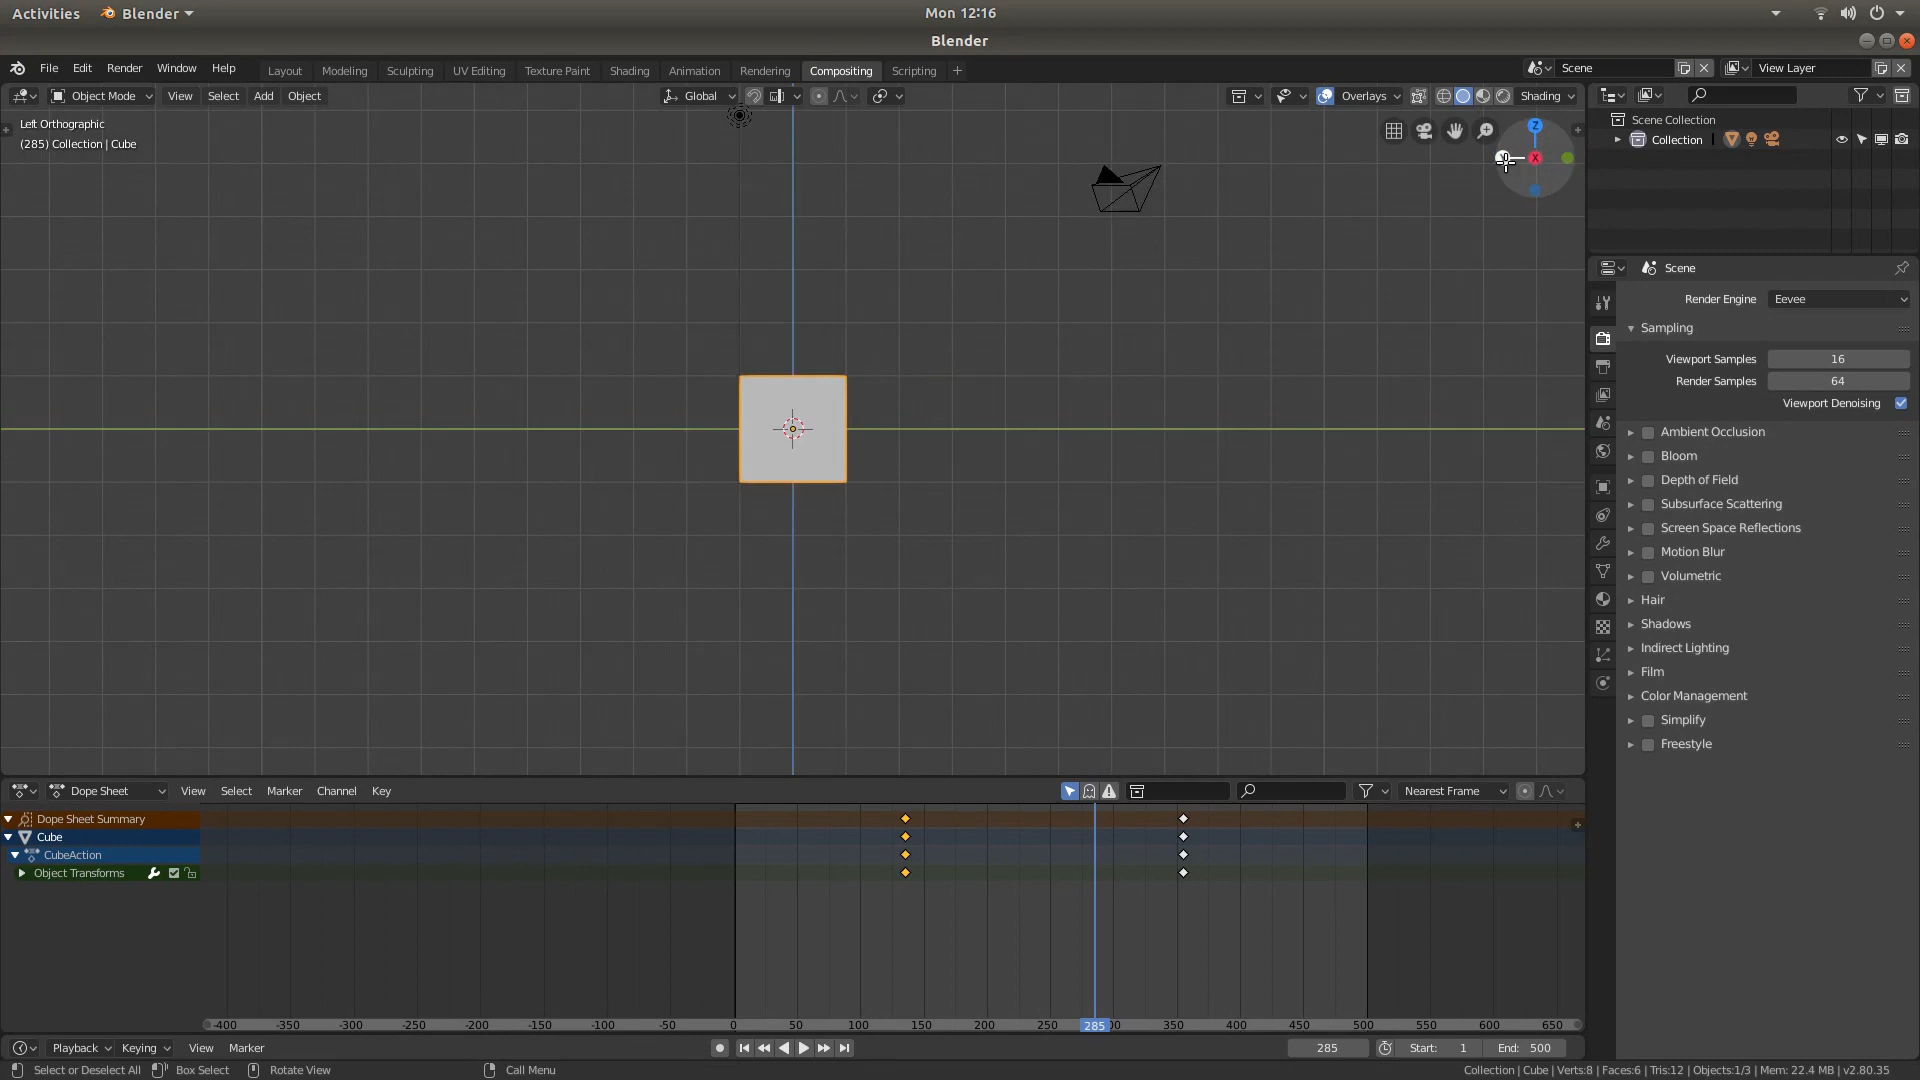 Activities Blender Mon 12:16
Blender
File Edit Render Window Help Layout Modeling Sculpting UV Editing Texture Paint Shading Animation Rendering Compositing Scripting + Scene View Layer
Object Mode View Select Add Object Global Overlays Shading
Left Orthographic
(285) Collection | Cube
Z
X
Scene Collection
Collection
Scene
Render Engine Eevee
Sampling
Viewport Samples 16
Render Samples 64
Viewport Denoising
Ambient Occlusion
Bloom
Depth of Field
Subsurface Scattering
Screen Space Reflections
Motion Blur
Volumetric
Hair
Shadows
Indirect Lighting
Film
Color Management
Simplify
Freestyle
Dope Sheet View Select Marker Channel Key Nearest Frame
Dope Sheet Summary
Cube
CubeAction
Object Transforms
-400 -350 -300 -250 -200 -150 -100 -50 0 50 100 150 200 250 285 350 400 450 500 550 600 650
Playback Keying View Marker 285 Start: 1 End: 500
Select or Deselect All Box Select Rotate View Call Menu Collection | Cube | Verts:8 | Faces:6 | Tris:12 | Objects:1/3 | Mem: 22.4 MB | v2.80.35